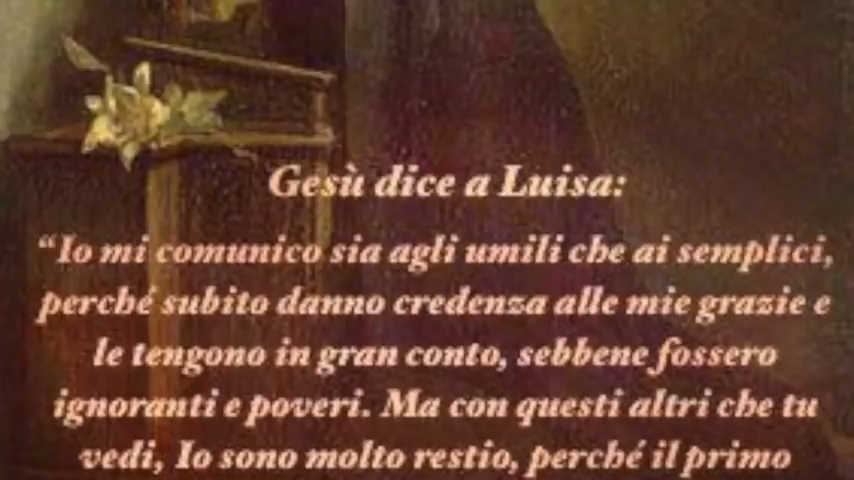 Gesù dice a Luisa:
“Io mi comunico sia agli umili che ai semplici,
perché subito danno credenza alle mie grazie e
le tengono in gran conto, sebbene fossero
ignoranti e poveri. Ma con questi altri che tu
vedi, Io sono molto restio, perché il primo